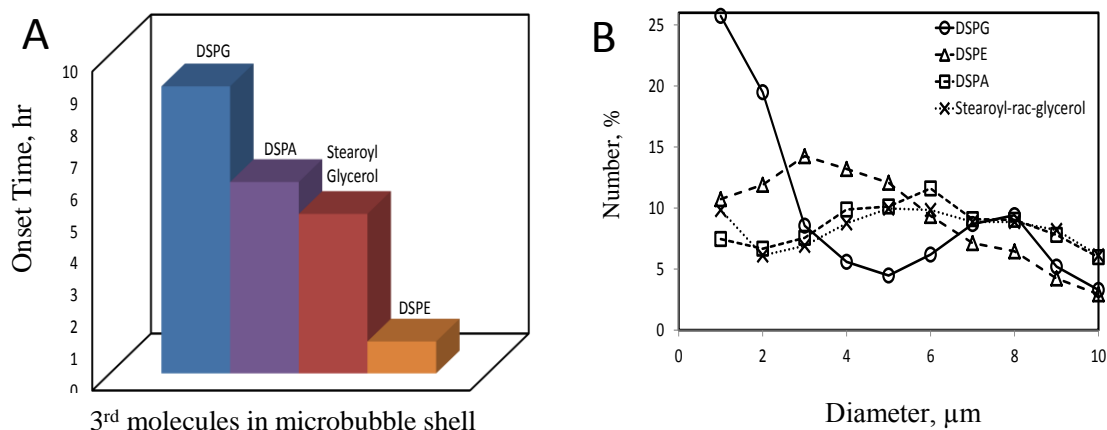 A
Onset Time, hr
10
9
8
7
6
5
4
3
2
1
0
DSPG
DSPA
Stearoyl
Glycerol
DSPE
3rd molecules in microbubble shell
B
Number, %
25
20
15
10
5
0
DSPG
DSPE
DSPA
Stearoyl-rac-glycerol
0 2 4 6 8 10
Diameter, µm